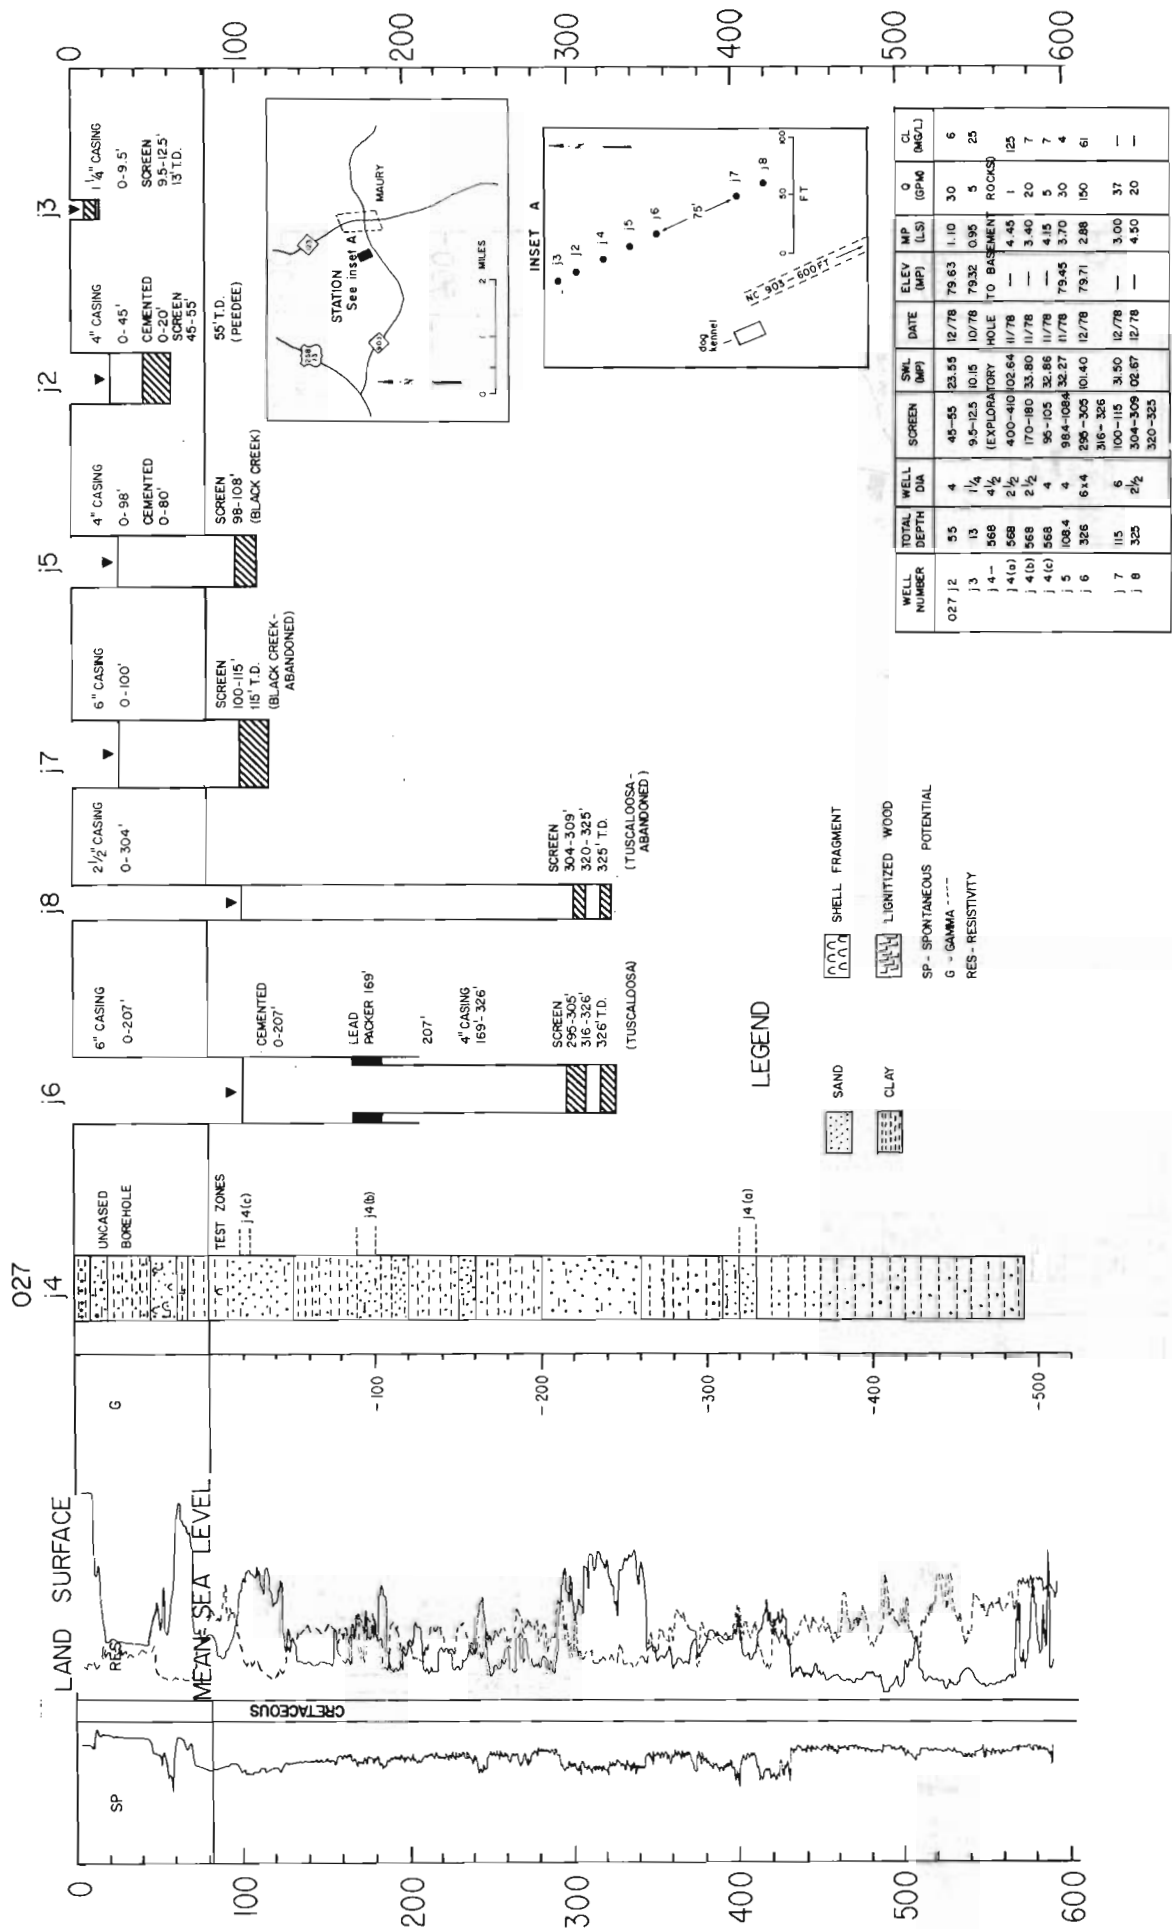 027
j4
j6
j8
j7
j5
j2
j3
LAND SURFACE
MEAN SEA LEVEL
SP
RES
G
CRETACEOUS
0
100
200
300
400
500
600
-100
-200
-300
-400
-500
0
100
200
300
400
500
600
UNCASED
BOREHOLE
TEST ZONES
j4(c)
j4(b)
j4(a)
6" CASING
0-207'
CEMENTED
0-207'
LEAD
PACKER 169'
207'
4" CASING
169'-326'
SCREEN
295-305'
316-326'
326' T.D.
(TUSCALOOSA)
2½" CASING
0-304'
SCREEN
304-309'
320-325'
325' T.D.
(TUSCALOOSA-
ABANDONED)
6" CASING
0-100'
SCREEN
100-115'
115' T.D.
(BLACK CREEK-
ABANDONED)
4" CASING
0-98'
CEMENTED
0-80'
SCREEN
98-108'
(BLACK CREEK)
4" CASING
0-45'
CEMENTED
0-20'
SCREEN
45-55'
55' T.D.
(PEEDEE)
1¼" CASING
0-9.5'
SCREEN
9.5-12.5'
13' T.D.
STATION
See inset A
MAURY
903
258
13
0 2 MILES
INSET A
j3
j2
j4
j5
j6
75'
j7
j8
dog
kennel
NC 903 - 600 FT
0 50 100
FT
LEGEND
SAND
CLAY
SHELL FRAGMENT
LIGNITIZED WOOD
SP - SPONTANEOUS POTENTIAL
G - GAMMA ----
RES - RESISTIVITY
WELL NUMBER TOTAL DEPTH WELL DIA SCREEN SWL (MP) DATE ELEV (MP) MP (LS) Q (GPM) CL (MG/L)
027 j2 55 4 45-55 23.55 12/78 79.63 1.10 30 6
j3 13 1¼ 9.5-12.5 10.15 10/78 79.32 0.95 5 25
j4- 568 4½ (EXPLORATORY HOLE TO BASEMENT ROCKS)
j4(a) 568 2½ 400-410 102.64 11/78 — 4.45 1 125
j4(b) 568 2½ 170-180 33.80 11/78 — 3.40 20 7
j4(c) 568 4 95-105 32.86 11/78 — 4.15 5 7
j5 108.4 4 98.4-108.4 32.27 11/78 79.45 3.70 30 4
j6 326 6x4 295-305 101.40 12/78 79.71 2.88 150 61
316-326
j7 115 6 100-115 31.50 12/78 — 3.00 37 —
j8 325 2½ 304-309 02.67 12/78 — 4.50 20 —
320-325